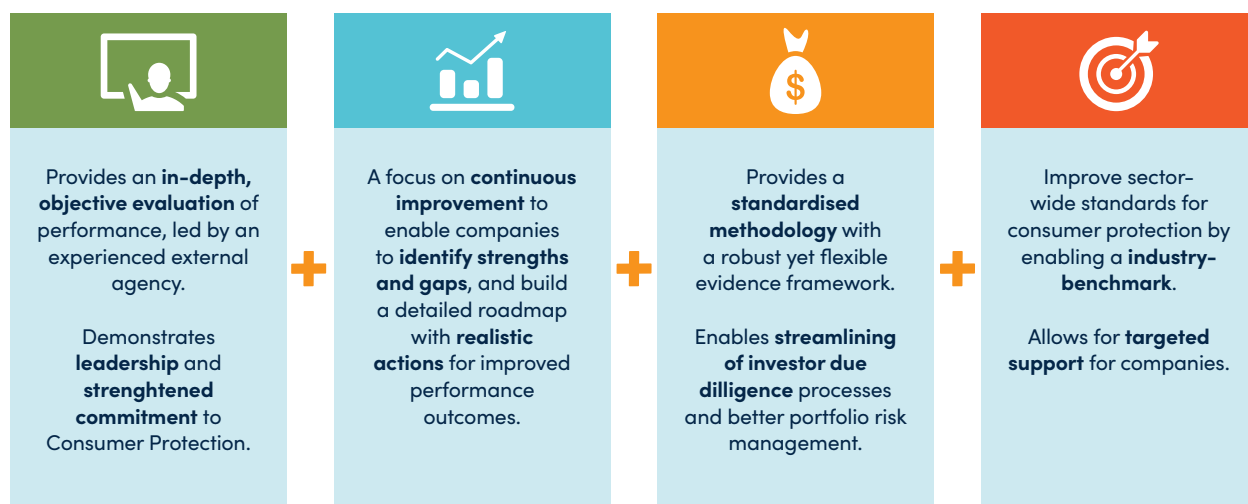 Provides an in-depth,
objective evaluation of
performance, led by an
experienced external
agency.
Demonstrates
leadership and
strenghtened
commitment to
Consumer Protection.
A focus on continuous
improvement to
enable companies
to identify strengths
and gaps, and build
a detailed roadmap
with realistic
actions for improved
performance
outcomes.
$
Provides a
standardised
methodology with
a robust yet flexible
evidence framework.
Enables streamlining
of investor due
dilligence processes
and better portfolio risk
management.
Improve sector-
wide standards for
consumer protection by
enabling a industry-
benchmark.
Allows for targeted
support for companies.